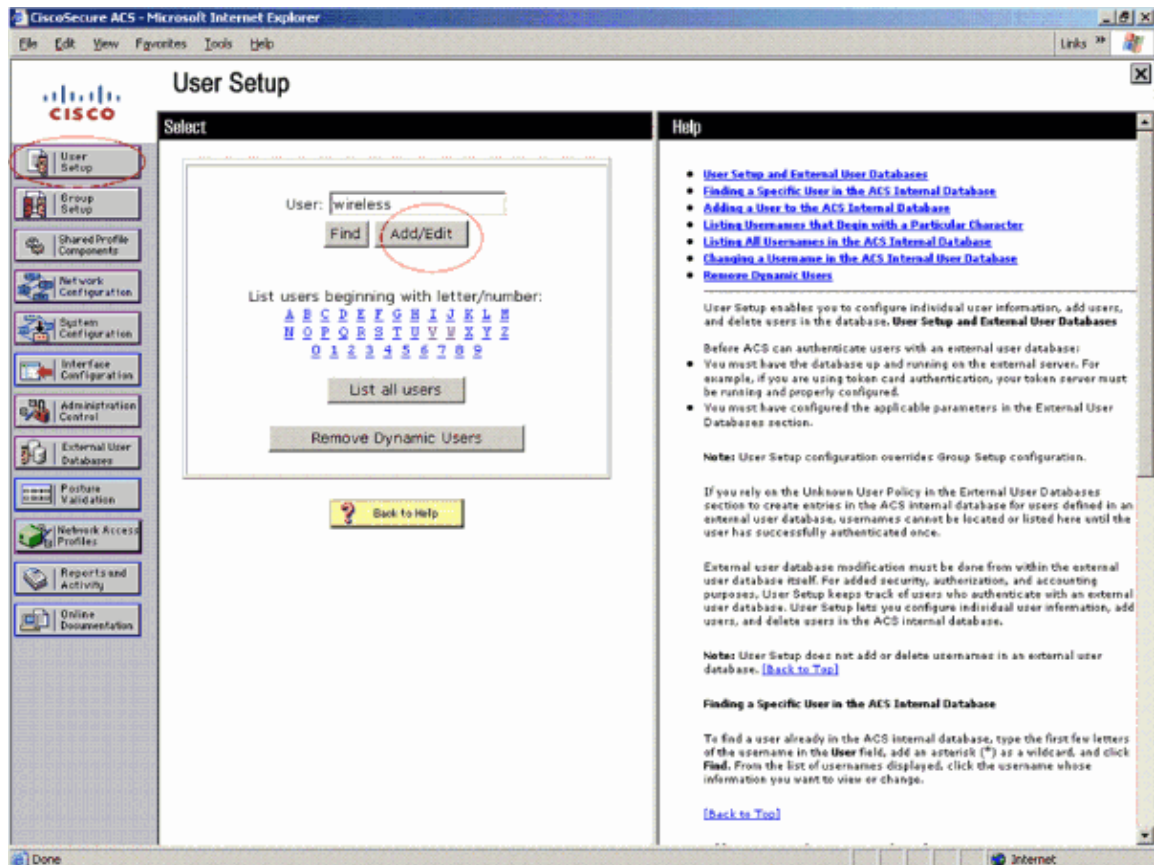 CiscoSecure ACS - Microsoft Internet Explorer
File Edit View Favorites Tools Help
Links »
CISCO
User Setup
Select
Help
User
Setup
Group
Setup
Shared Profile
Components
Network
Configuration
System
Configuration
Interface
Configuration
Administration
Control
External User
Databases
Posture
Validation
Network Access
Profiles
Reports and
Activity
Online
Documentation
User: wireless
Find Add/Edit
List users beginning with letter/number:
A B C D E F G H I J K L M
N O P Q R S T U V W X Y Z
0 1 2 3 4 5 6 7 8 9
List all users
Remove Dynamic Users
? Back to Help
• User Setup and External User Databases
• Finding a Specific User in the ACS Internal Database
• Adding a User to the ACS Internal Database
• Listing Usernames that Begin with a Particular Character
• Listing All Usernames in the ACS Internal Database
• Changing a Username in the ACS Internal User Database
• Remove Dynamic Users
User Setup enables you to configure individual user information, add users,
and delete users in the database. User Setup and External User Databases
Before ACS can authenticate users with an external user database:
• You must have the database up and running on the external server. For
example, if you are using token card authentication, your token server must
be running and properly configured.
• You must have configured the applicable parameters in the External User
Databases section.
Note: User Setup configuration overrides Group Setup configuration.
If you rely on the Unknown User Policy in the External User Databases
section to create entries in the ACS internal database for users defined in an
external user database, usernames cannot be located or listed here until the
user has successfully authenticated once.
External user database modification must be done from within the external
user database itself. For added security, authorization, and accounting
purposes, User Setup keeps track of users who authenticate with an external
user database. User Setup lets you configure individual user information, add
users, and delete users in the ACS internal database.
Note: User Setup does not add or delete usernames in an external user
database. [Back to Top]
Finding a Specific User in the ACS Internal Database
To find a user already in the ACS internal database, type the first few letters
of the username in the User field, add an asterisk (*) as a wildcard, and click
Find. From the list of usernames displayed, click the username whose
information you want to view or change.
[Back to Top]
Done
Internet